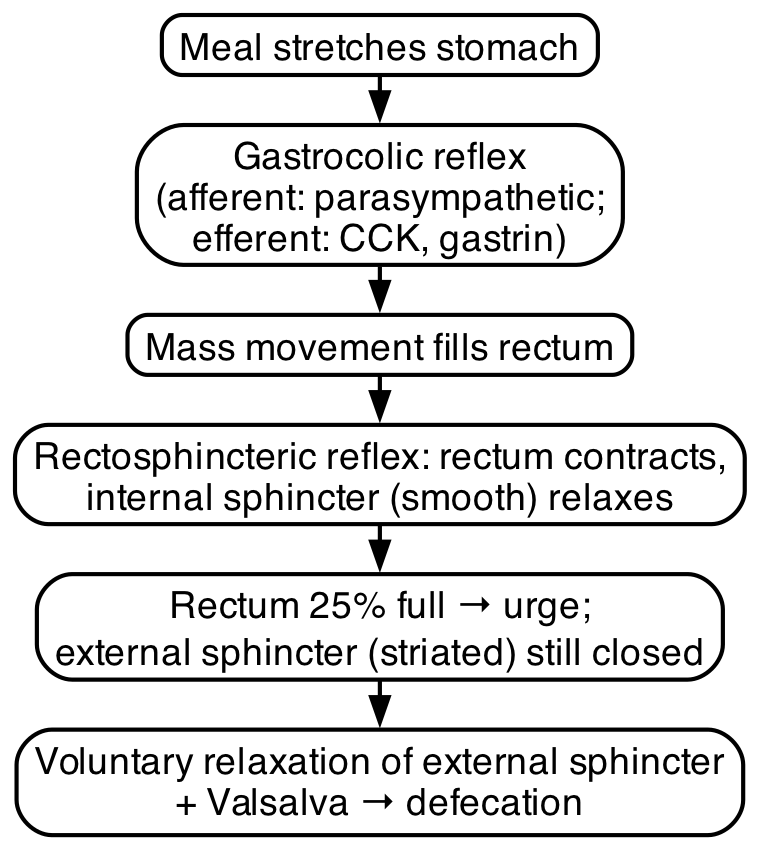 Meal stretches stomach
Gastrocolic reflex
(afferent: parasympathetic;
efferent: CCK, gastrin)
Mass movement fills rectum
Rectosphincteric reflex: rectum contracts,
internal sphincter (smooth) relaxes
Rectum 25% full → urge;
external sphincter (striated) still closed
Voluntary relaxation of external sphincter
+ Valsalva → defecation